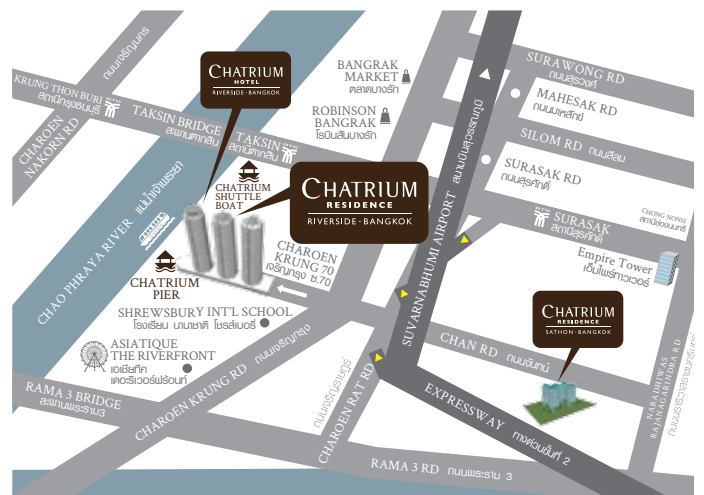 ถนนเจริญนคร
KRUNG THON BURI
สถานีกรุงธนบุรี
CHAROEN
NAKORN RD
TAKSIN BRIDGE
สะพานตากสิน
TAKSIN
สถานีตากสิน
CHATRIUM
HOTEL
RIVERSIDE · BANGKOK
BANGRAK
MARKET
ตลาดบางรัก
ROBINSON
BANGRAK
โรบินสันบางรัก
SURAWONG RD
ถนนสุรวงศ์
MAHESAK RD
ถนนมเหสักข์
SILOM RD ถนนสีลม
SURASAK RD
ถนนสุรศักดิ์
SURASAK
สถานีสุรศักดิ์
CHONG NONSI
สถานีช่องนนทรี
Empire Tower
เอ็มไพร์ทาวเวอร์
CHATRIUM
SHUTTLE
BOAT
CHATRIUM
RESIDENCE
RIVERSIDE · BANGKOK
CHAO PHRAYA RIVER แม่น้ำเจ้าพระยา
CHAROEN
KRUNG 70
เจริญกรุง ซ.70
SUVARNABHUMI AIRPORT สนามบินสุวรรณภูมิ
CHATRIUM
PIER
SHREWSBURY INT'L SCHOOL
โรงเรียน นานาชาติ โชรส์เบอรี่
ASIATIQUE
THE RIVERFRONT
เอเชียทีค
เดอะริเวอร์ฟร้อนท์
CHATRIUM
RESIDENCE
SATHON · BANGKOK
CHAN RD ถนนจันทน์
RAMA 3 BRIDGE
สะพานพระราม3
CHAROEN KRUNG RD ถนนเจริญกรุง
ถนนเจริญราษฎร์
CHAROEN RAT RD
EXPRESSWAY ทางด่วนขั้นที่ 2
NARADHIWAS
RAJANAGARINDRA RD
ถนนนราธิวาสราชนครินทร์
RAMA 3 RD ถนนพระราม 3